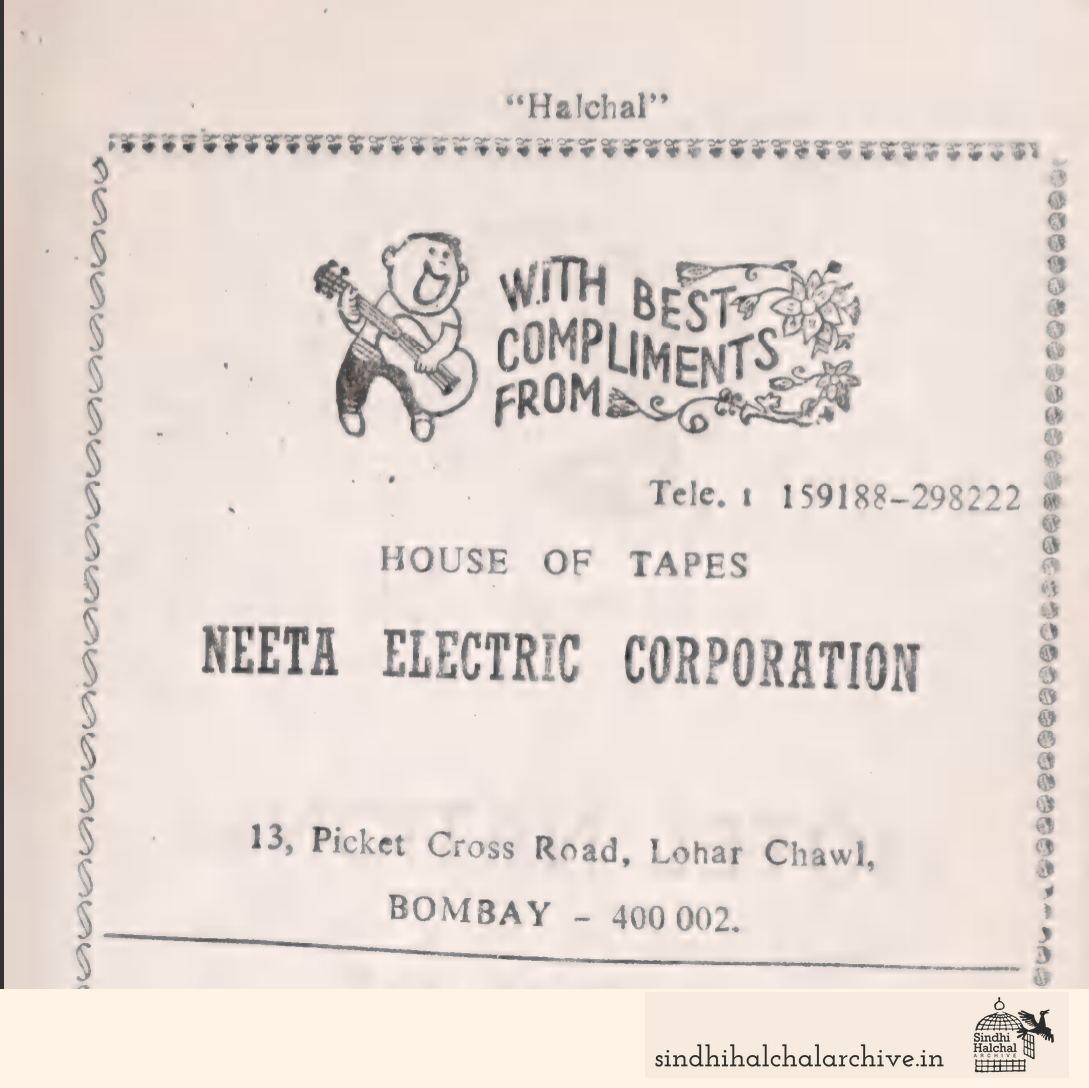 “Halchal”
WITH BEST
COMPLIMENTS
FROM
Tele. : 159188-298222
HOUSE OF TAPES
NEETA ELECTRIC CORPORATION
13, Picket Cross Road, Lohar Chawl,
BOMBAY - 400 002.
sindhihalchalarchive.in
Sindhi
Halchal
ARCHIVE